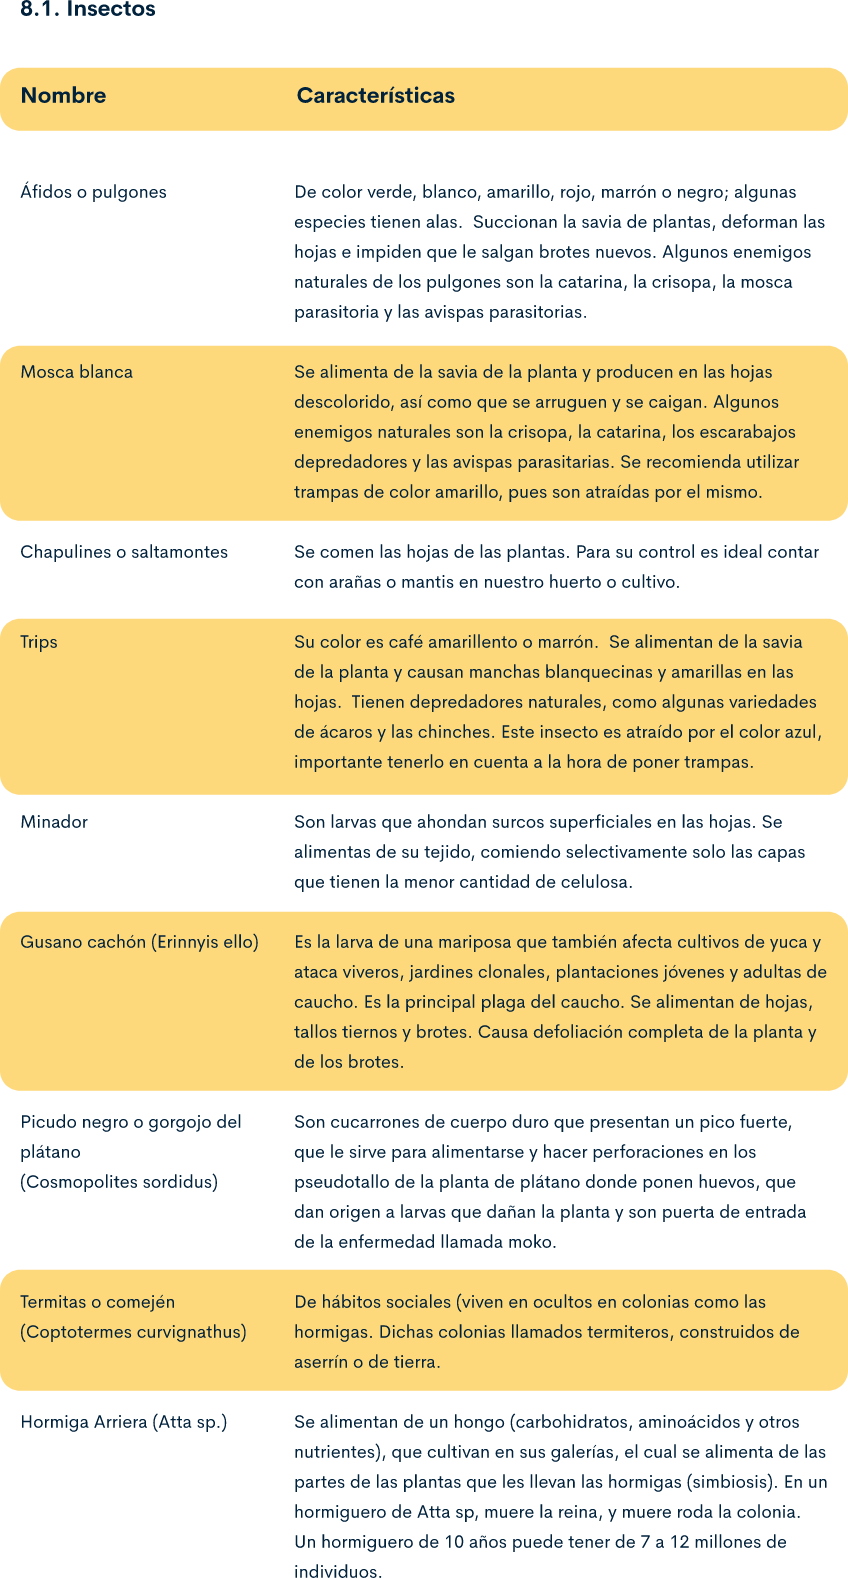 8.1. Insectos
Nombre
Características
Áfidos o pulgones
De color verde, blanco, amarillo, rojo, marrón o negro; algunas
especies tienen alas.  Succionan la savia de plantas, deforman las
hojas e impiden que le salgan brotes nuevos. Algunos enemigos
naturales de los pulgones son la catarina, la crisopa, la mosca
parasitoria y las avispas parasitorias.
Mosca blanca
Se alimenta de la savia de la planta y producen en las hojas
descolorido, así como que se arruguen y se caigan. Algunos
enemigos naturales son la crisopa, la catarina, los escarabajos
depredadores y las avispas parasitarias. Se recomienda utilizar
trampas de color amarillo, pues son atraídas por el mismo.
Chapulines o saltamontes
Se comen las hojas de las plantas. Para su control es ideal contar
con arañas o mantis en nuestro huerto o cultivo.
Trips
Su color es café amarillento o marrón.  Se alimentan de la savia
de la planta y causan manchas blanquecinas y amarillas en las
hojas.  Tienen depredadores naturales, como algunas variedades
de ácaros y las chinches. Este insecto es atraído por el color azul,
importante tenerlo en cuenta a la hora de poner trampas.
Minador
Son larvas que ahondan surcos superficiales en las hojas. Se
alimentas de su tejido, comiendo selectivamente solo las capas
que tienen la menor cantidad de celulosa.
Gusano cachón (Erinnyis ello)
Es la larva de una mariposa que también afecta cultivos de yuca y
ataca viveros, jardines clonales, plantaciones jóvenes y adultas de
caucho. Es la principal plaga del caucho. Se alimentan de hojas,
tallos tiernos y brotes. Causa defoliación completa de la planta y
de los brotes.
Picudo negro o gorgojo del
plátano
(Cosmopolites sordidus)
Son cucarrones de cuerpo duro que presentan un pico fuerte,
que le sirve para alimentarse y hacer perforaciones en los
pseudotallo de la planta de plátano donde ponen huevos, que
dan origen a larvas que dañan la planta y son puerta de entrada
de la enfermedad llamada moko.
Termitas o comején
(Coptotermes curvignathus)
De hábitos sociales (viven en ocultos en colonias como las
hormigas. Dichas colonias llamados termiteros, construidos de
aserrín o de tierra.
Hormiga Arriera (Atta sp.)
Se alimentan de un hongo (carbohidratos, aminoácidos y otros
nutrientes), que cultivan en sus galerías, el cual se alimenta de las
partes de las plantas que les llevan las hormigas (simbiosis). En un
hormiguero de Atta sp, muere la reina, y muere roda la colonia.
Un hormiguero de 10 años puede tener de 7 a 12 millones de
individuos.